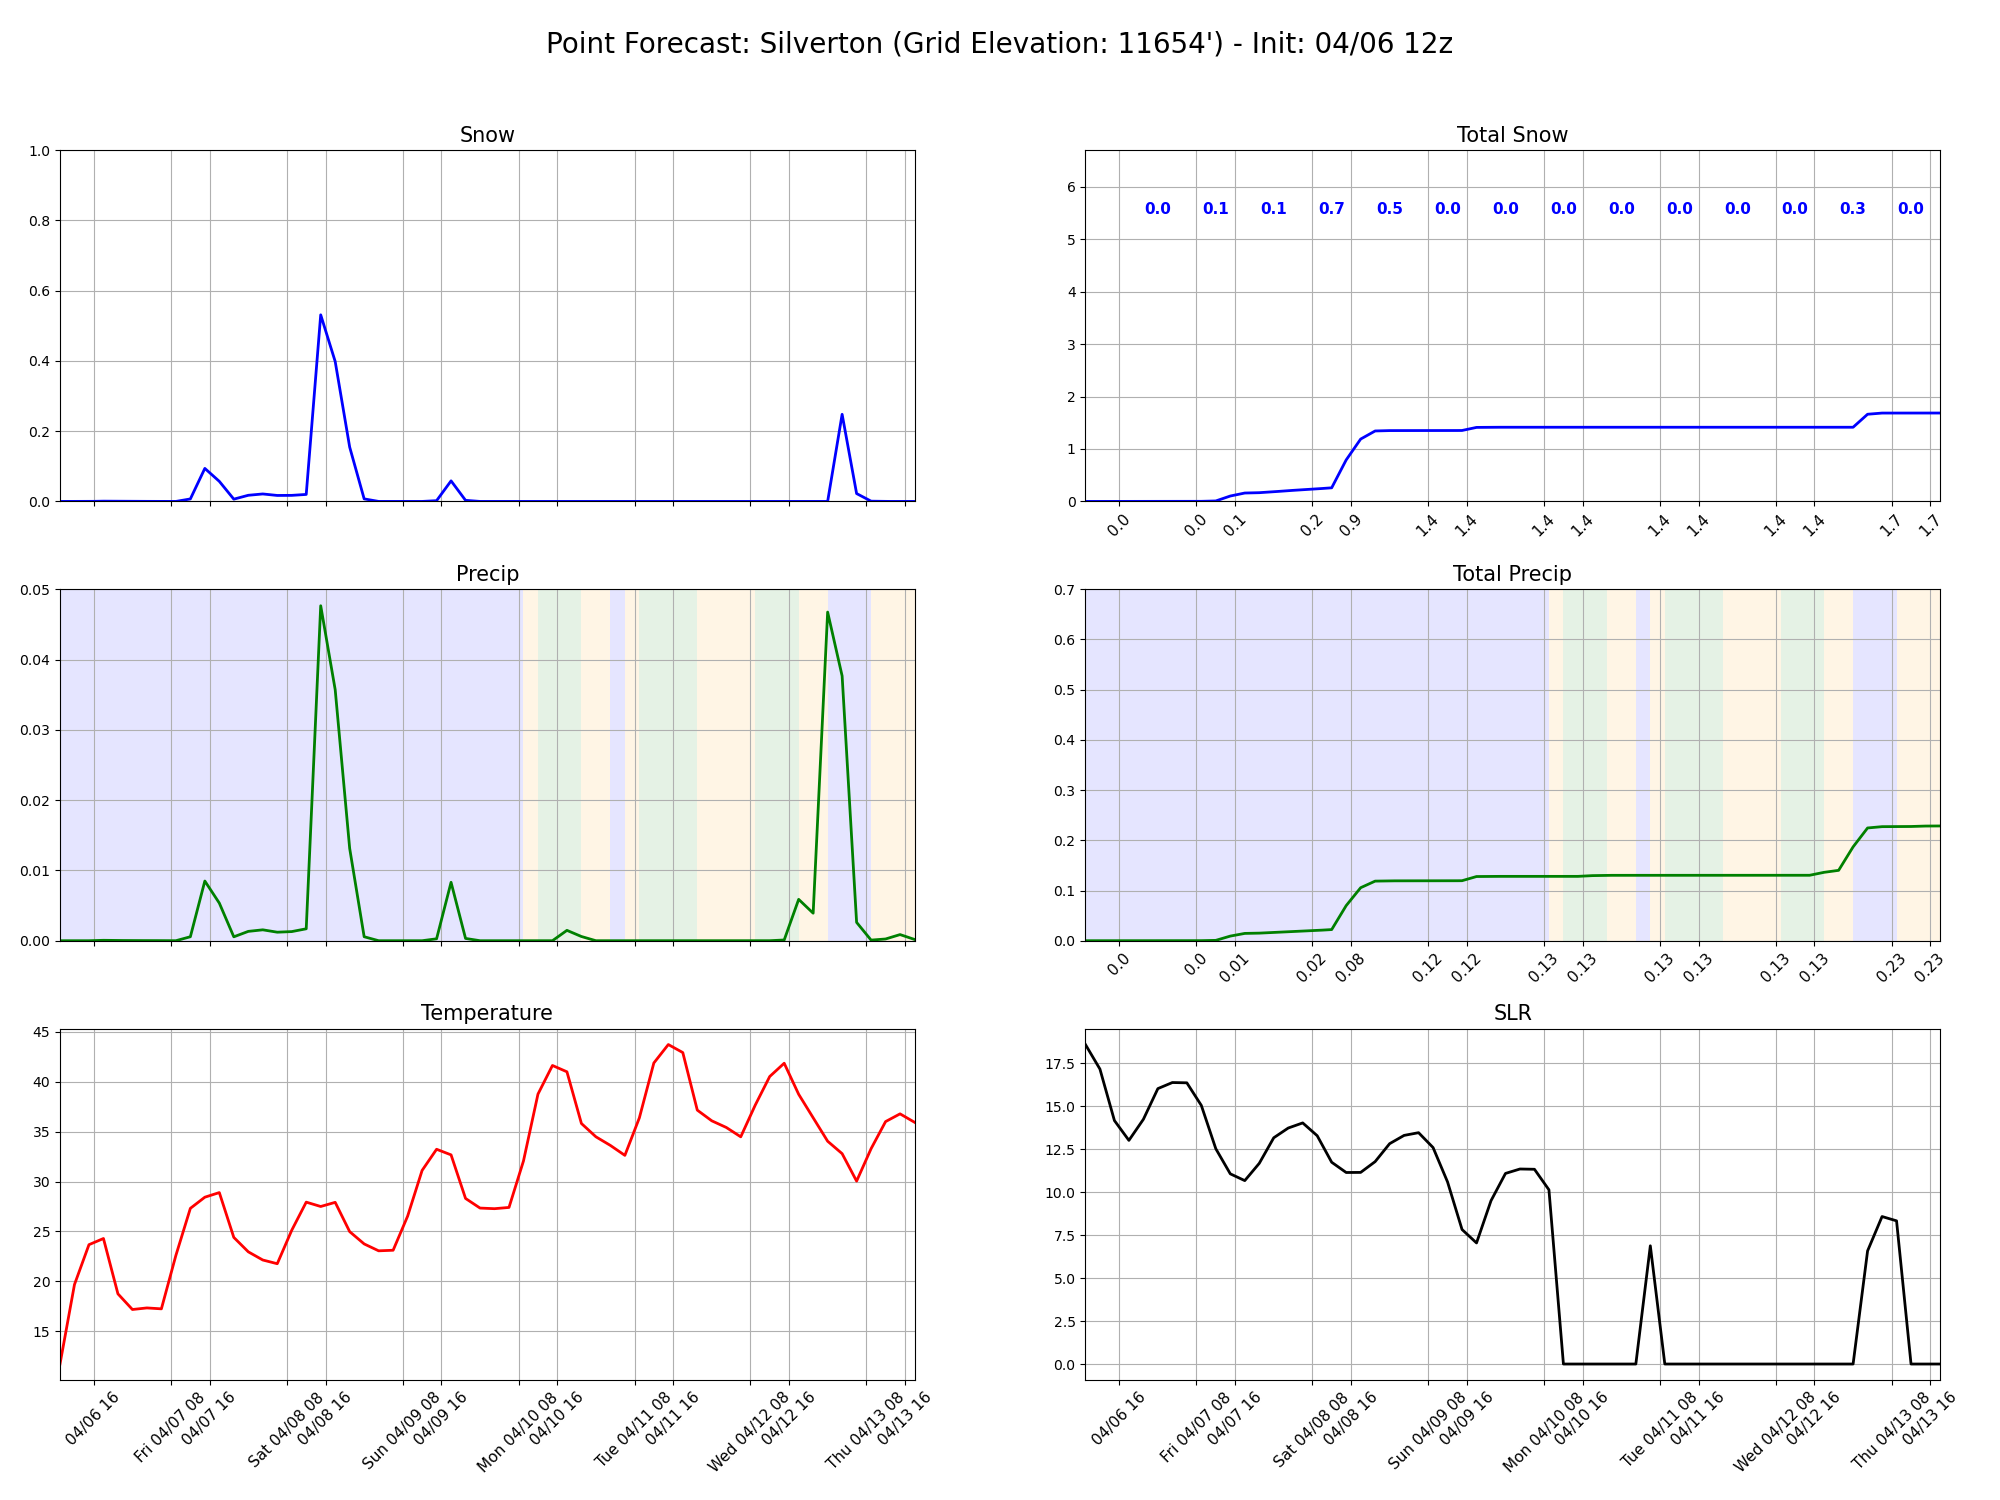 Point Forecast: Silverton (Grid Elevation: 11654') - Init: 04/06 12z
Snow
1.0
0.8
0.6
0.4
0.2
0.0
Total Snow
6
5
4
3
2
1
0
0.0 0.1 0.1 0.7 0.5 0.0 0.0 0.0 0.0 0.0 0.0 0.0 0.3 0.0
0.0 0.0 0.1 0.2 0.9 1.4 1.4 1.4 1.4 1.4 1.4 1.4 1.4 1.7 1.7
Precip
0.05
0.04
0.03
0.02
0.01
0.00
Total Precip
0.7
0.6
0.5
0.4
0.3
0.2
0.1
0.0
0.0 0.0 0.01 0.02 0.08 0.12 0.12 0.13 0.13 0.13 0.13 0.13 0.13 0.23 0.23
Temperature
45
40
35
30
25
20
15
04/06 16
Fri 04/07 08
04/07 16
Sat 04/08 08
04/08 16
Sun 04/09 08
04/09 16
Mon 04/10 08
04/10 16
Tue 04/11 08
04/11 16
Wed 04/12 08
04/12 16
Thu 04/13 08
04/13 16
SLR
17.5
15.0
12.5
10.0
7.5
5.0
2.5
0.0
04/06 16
Fri 04/07 08
04/07 16
Sat 04/08 08
04/08 16
Sun 04/09 08
04/09 16
Mon 04/10 08
04/10 16
Tue 04/11 08
04/11 16
Wed 04/12 08
04/12 16
Thu 04/13 08
04/13 16